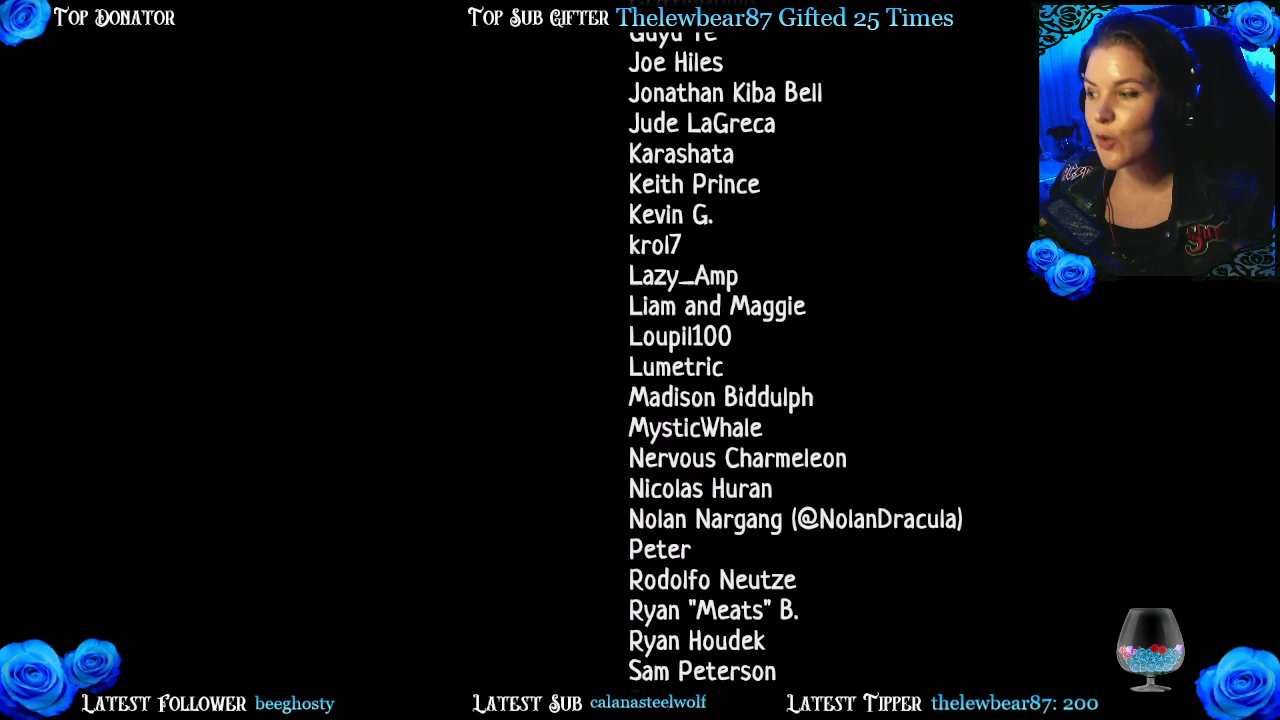 Top Donator
Top Sub Gifter Thelewbear87 Gifted 25 Times
Joe Hiles
Jonathan Kiba Bell
Jude LaGreca
Karashata
Keith Prince
Kevin G.
krol7
Lazy_Amp
Liam and Maggie
Loupil100
Lumetric
Madison Biddulph
MysticWhale
Nervous Charmeleon
Nicolas Huran
Nolan Nargang (@NolanDracula)
Peter
Rodolfo Neutze
Ryan "Meats" B.
Ryan Houdek
Sam Peterson
Latest Follower beeghosty
Latest Sub calanasteelwolf
Latest Tipper thelewbear87: 200